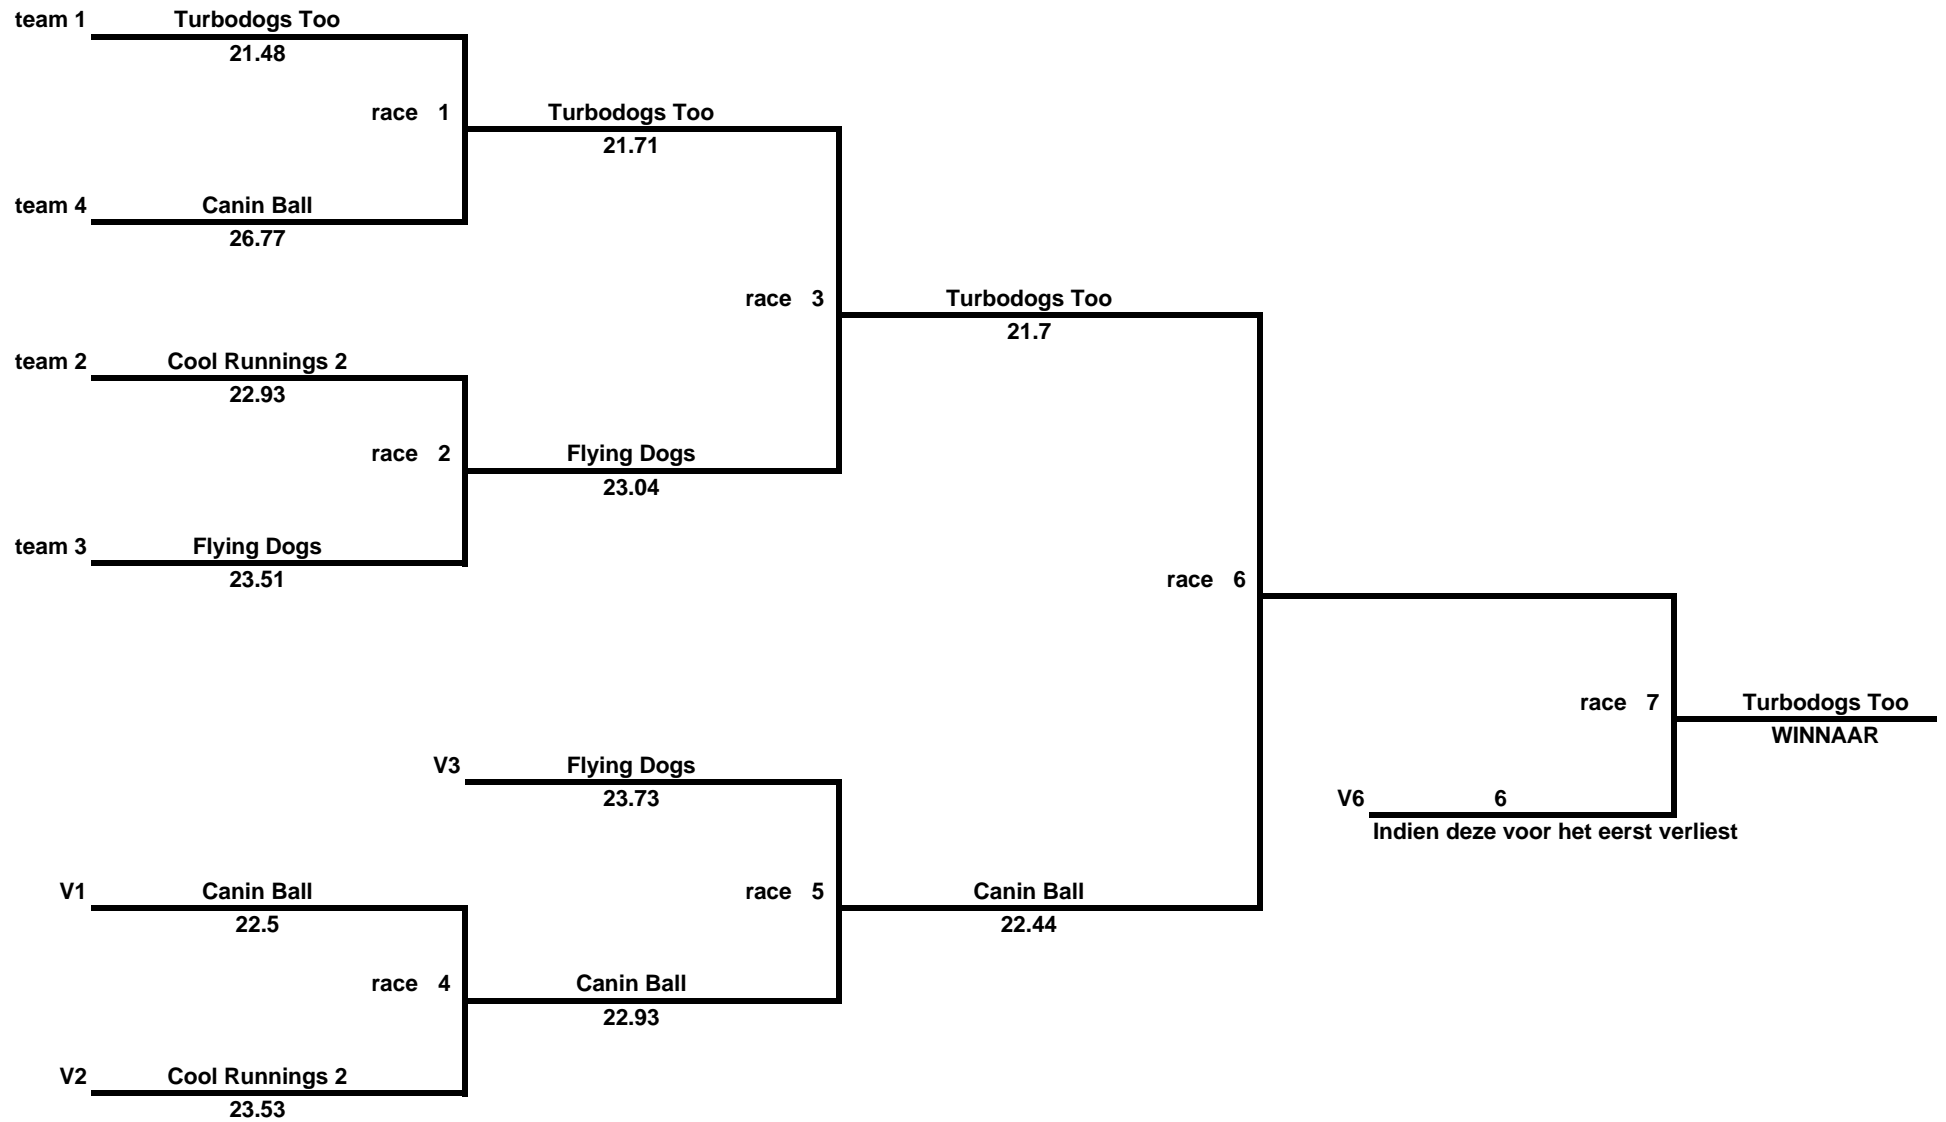 team 1 Turbodogs Too
21.48
race 1 Turbodogs Too
21.71
team 4 Canin Ball
26.77
race 3 Turbodogs Too
21.7
team 2 Cool Runnings 2
22.93
race 2 Flying Dogs
23.04
team 3 Flying Dogs
23.51
race 6
race 7 Turbodogs Too
WINNAAR
V3 Flying Dogs
23.73
V6 6
Indien deze voor het eerst verliest
V1 Canin Ball
22.5
race 5 Canin Ball
22.44
race 4 Canin Ball
22.93
V2 Cool Runnings 2
23.53